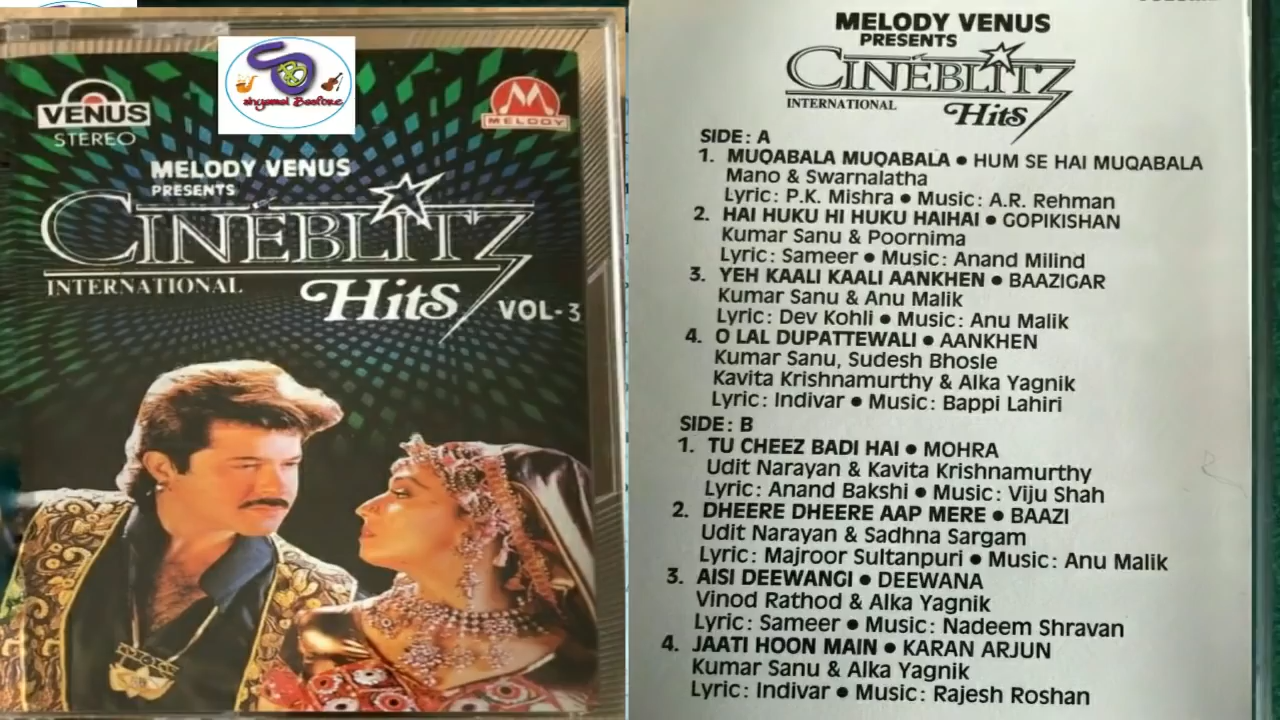 VENUS
STEREO
shyamal Bastore
MELODY
MELODY VENUS
PRESENTS
CINÉBLITZ
INTERNATIONAL
Hits VOL-3
MELODY VENUS
PRESENTS
CINÉBLITZ
INTERNATIONAL
Hits
SIDE: A
1. MUQABALA MUQABALA ● HUM SE HAI MUQABALA
Mano & Swarnalatha
Lyric: P.K. Mishra ● Music: A.R. Rehman
2. HAI HUKU HI HUKU HAIHAI ● GOPIKISHAN
Kumar Sanu & Poornima
Lyric: Sameer ● Music: Anand Milind
3. YEH KAALI KAALI AANKHEN ● BAAZIGAR
Kumar Sanu & Anu Malik
Lyric: Dev Kohli ● Music: Anu Malik
4. O LAL DUPATTEWALI ● AANKHEN
Kumar Sanu, Sudesh Bhosle
Kavita Krishnamurthy & Alka Yagnik
Lyric: Indivar ● Music: Bappi Lahiri
SIDE: B
1. TU CHEEZ BADI HAI ● MOHRA
Udit Narayan & Kavita Krishnamurthy
Lyric: Anand Bakshi ● Music: Viju Shah
2. DHEERE DHEERE AAP MERE ● BAAZI
Udit Narayan & Sadhna Sargam
Lyric: Majroor Sultanpuri ● Music: Anu Malik
3. AISI DEEWANGI ● DEEWANA
Vinod Rathod & Alka Yagnik
Lyric: Sameer ● Music: Nadeem Shravan
4. JAATI HOON MAIN ● KARAN ARJUN
Kumar Sanu & Alka Yagnik
Lyric: Indivar ● Music: Rajesh Roshan